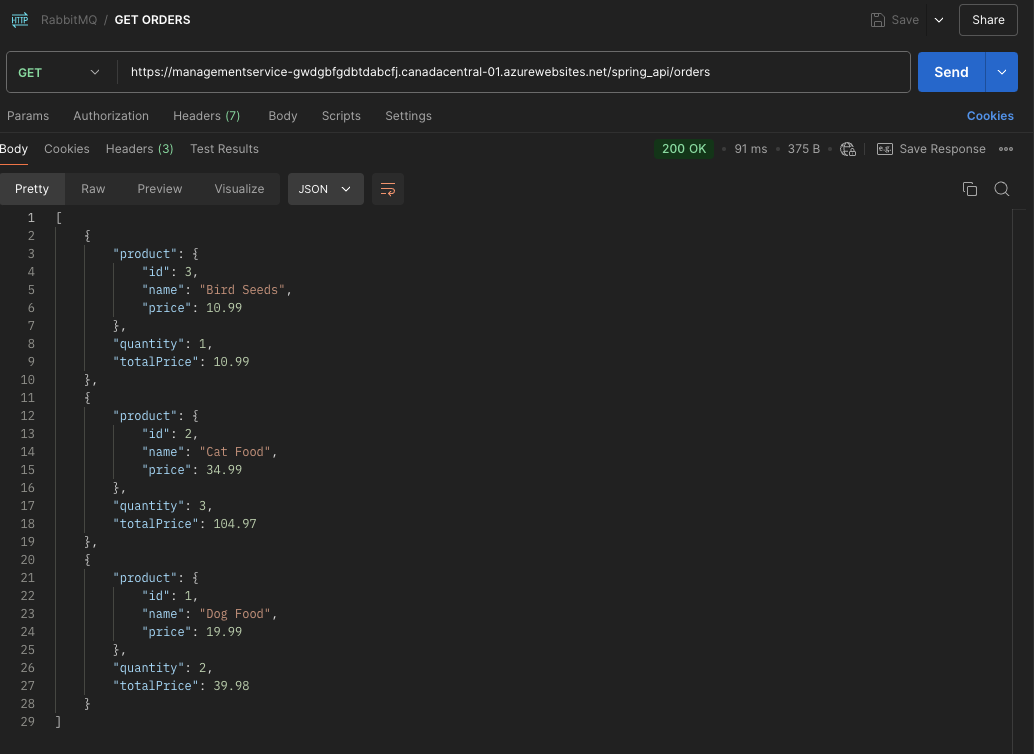 HTTP RabbitMQ / GET ORDERS Save Share
GET https://managementservice-gwdgbfgdbtdabcfj.canadacentral-01.azurewebsites.net/spring_api/orders Send
Params Authorization Headers (7) Body Scripts Settings Cookies
Body Cookies Headers (3) Test Results 200 OK • 91 ms • 375 B • e.g. Save Response
Pretty Raw Preview Visualize JSON
1 [
2 {
3 "product": {
4 "id": 3,
5 "name": "Bird Seeds",
6 "price": 10.99
7 },
8 "quantity": 1,
9 "totalPrice": 10.99
10 },
11 {
12 "product": {
13 "id": 2,
14 "name": "Cat Food",
15 "price": 34.99
16 },
17 "quantity": 3,
18 "totalPrice": 104.97
19 },
20 {
21 "product": {
22 "id": 1,
23 "name": "Dog Food",
24 "price": 19.99
25 },
26 "quantity": 2,
27 "totalPrice": 39.98
28 }
29 ]